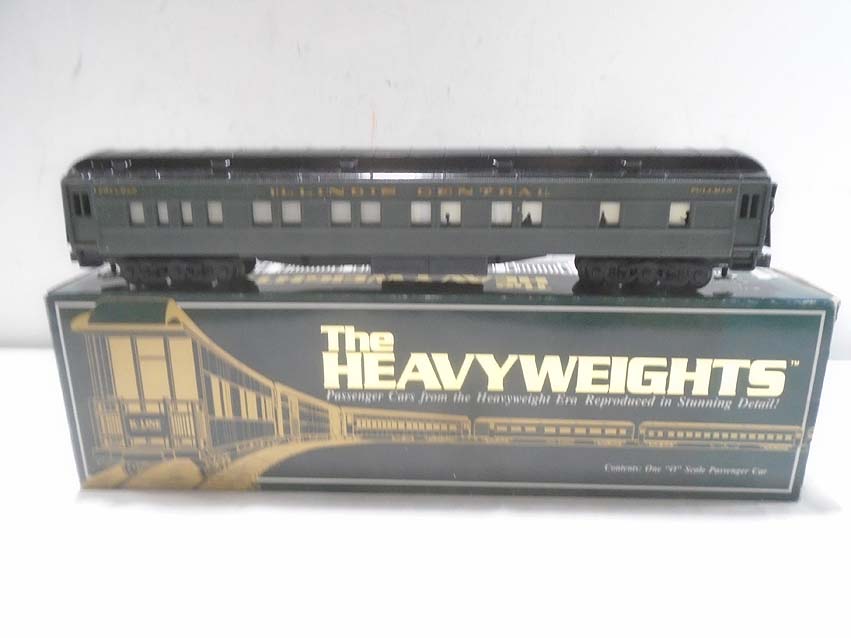 PULLMAN ILLINOIS CENTRAL PULLMAN
The
HEAVYWEIGHTS™
Passenger Cars from the Heavyweight Era Reproduced in Stunning Detail!
Contents: One "O" Scale Passenger Car